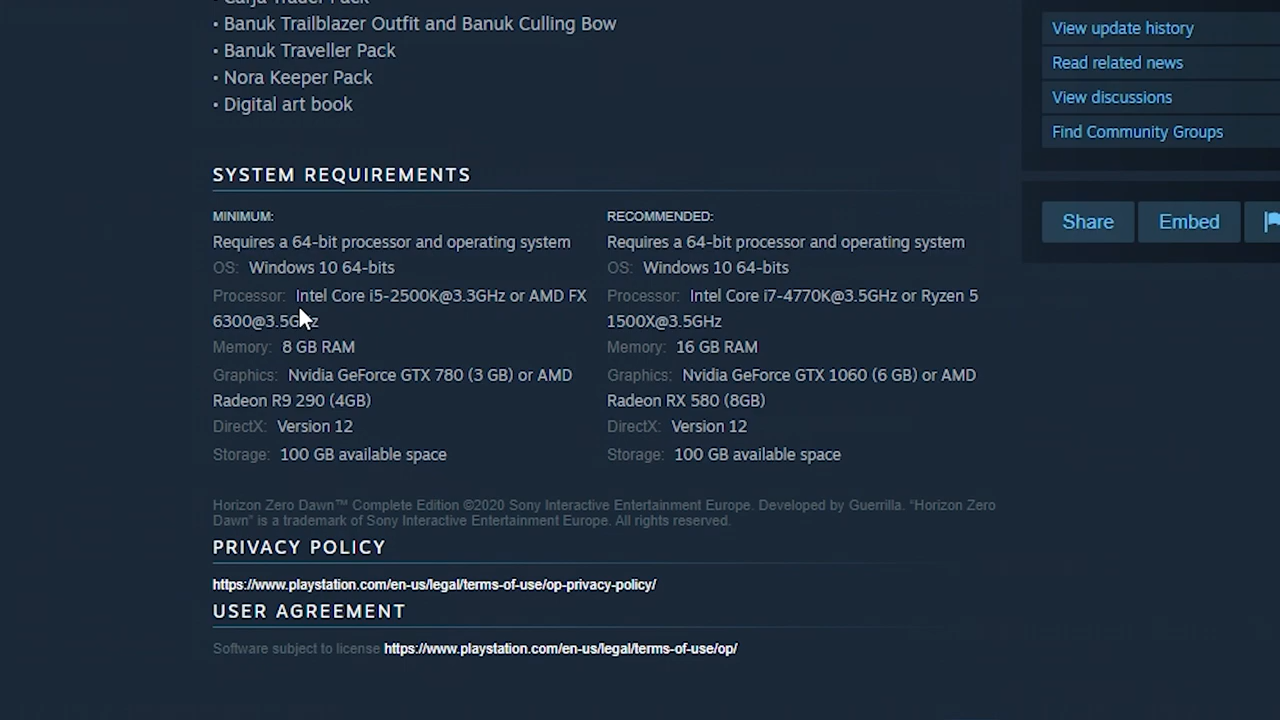 • Banuk Trailblazer Outfit and Banuk Culling Bow
• Banuk Traveller Pack
• Nora Keeper Pack
• Digital art book
SYSTEM REQUIREMENTS
MINIMUM:
Requires a 64-bit processor and operating system
OS: Windows 10 64-bits
Processor: Intel Core i5-2500K@3.3GHz or AMD FX
6300@3.5GHz
Memory: 8 GB RAM
Graphics: Nvidia GeForce GTX 780 (3 GB) or AMD
Radeon R9 290 (4GB)
DirectX: Version 12
Storage: 100 GB available space
RECOMMENDED:
Requires a 64-bit processor and operating system
OS: Windows 10 64-bits
Processor: Intel Core i7-4770K@3.5GHz or Ryzen 5
1500X@3.5GHz
Memory: 16 GB RAM
Graphics: Nvidia GeForce GTX 1060 (6 GB) or AMD
Radeon RX 580 (8GB)
DirectX: Version 12
Storage: 100 GB available space
Horizon Zero Dawn™ Complete Edition ©2020 Sony Interactive Entertainment Europe. Developed by Guerrilla. “Horizon Zero
Dawn” is a trademark of Sony Interactive Entertainment Europe. All rights reserved.
PRIVACY POLICY
https://www.playstation.com/en-us/legal/terms-of-use/op-privacy-policy/
USER AGREEMENT
Software subject to license https://www.playstation.com/en-us/legal/terms-of-use/op/
View update history
Read related news
View discussions
Find Community Groups
Share
Embed